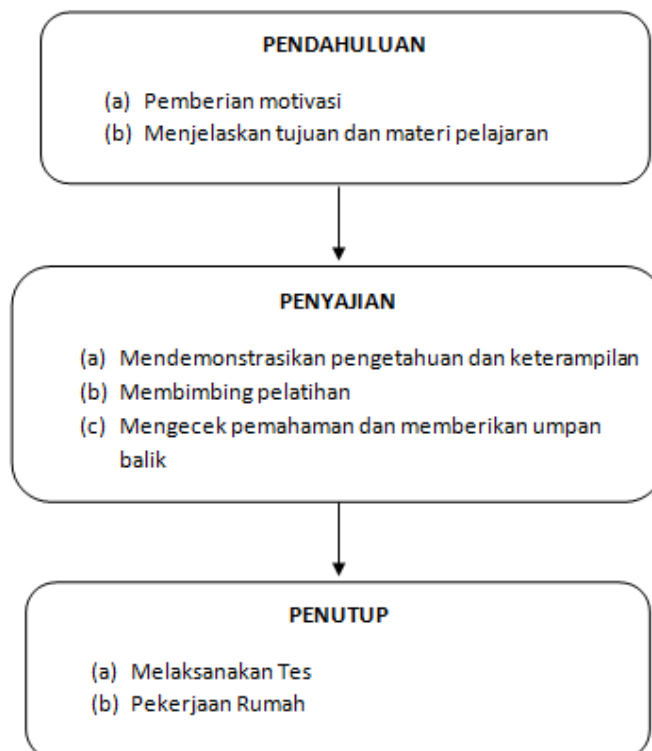 PENDAHULUAN
(a) Pemberian motivasi
(b) Menjelaskan tujuan dan materi pelajaran
PENYAJIAN
(a) Mendemonstrasikan pengetahuan dan keterampilan
(b) Membimbing pelatihan
(c) Mengecek pemahaman dan memberikan umpan
balik
PENUTUP
(a) Melaksanakan Tes
(b) Pekerjaan Rumah